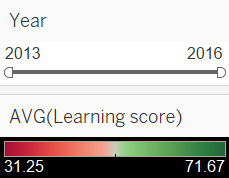 Year
2013 2016
AVG(Learning score)
31.25 71.67